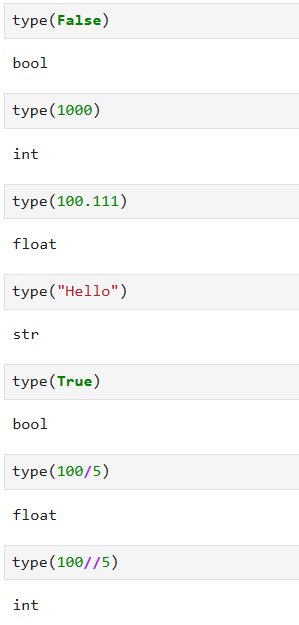 type(False)
bool
type(1000)
int
type(100.111)
float
type("Hello")
str
type(True)
bool
type(100/5)
float
type(100//5)
int